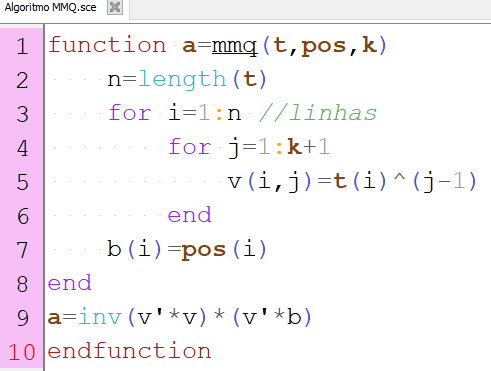 Algoritmo MMQ.sce
1 function a=mmq(t,pos,k)
2 n=length(t)
3 for i=1:n //linhas
4 for j=1:k+1
5 v(i,j)=t(i)^(j-1)
6 end
7 b(i)=pos(i)
8 end
9 a=inv(v'*v)*(v'*b)
10 endfunction